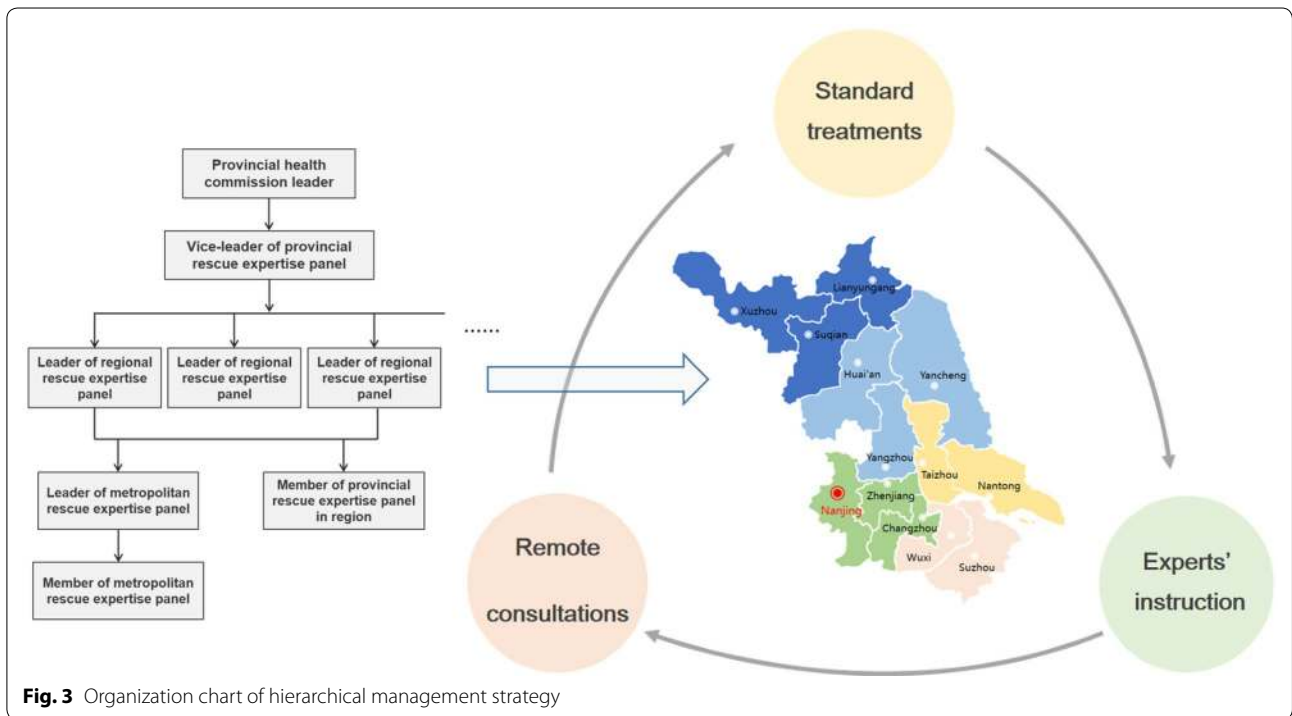 Provincial health
commission leader
Vice-leader of provincial
rescue expertise panel
......
Leader of regional
rescue expertise
panel
Leader of regional
rescue expertise
panel
Leader of regional
rescue expertise
panel
Leader of metropolitan
rescue expertise panel
Member of provincial
rescue expertise panel
in region
Member of metropolitan
rescue expertise panel
Standard
treatments
Lianyungang
Xuzhou
Suqian
Huai'an
Yancheng
Yangzhou
Taizhou
Zhenjiang
Nantong
Nanjing
Changzhou
Wuxi
Suzhou
Remote
consultations
Experts'
instruction
Fig. 3 Organization chart of hierarchical management strategy